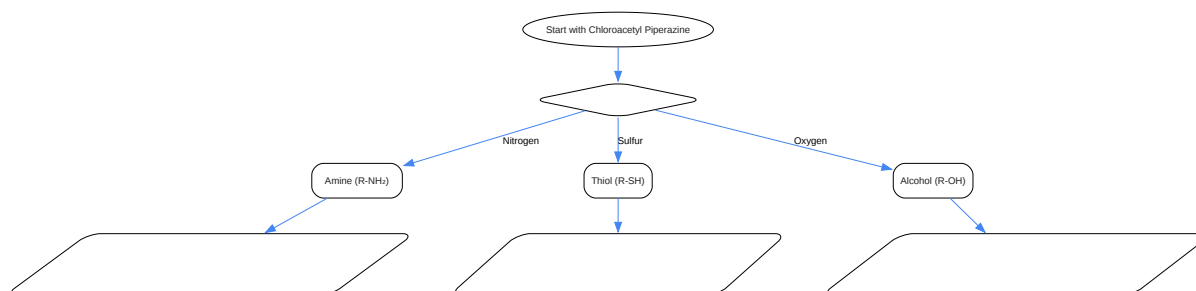 Start with Chloroacetyl Piperazine
Nitrogen
Sulfur
Oxygen
Amine (R-NH₂)
Thiol (R-SH)
Alcohol (R-OH)